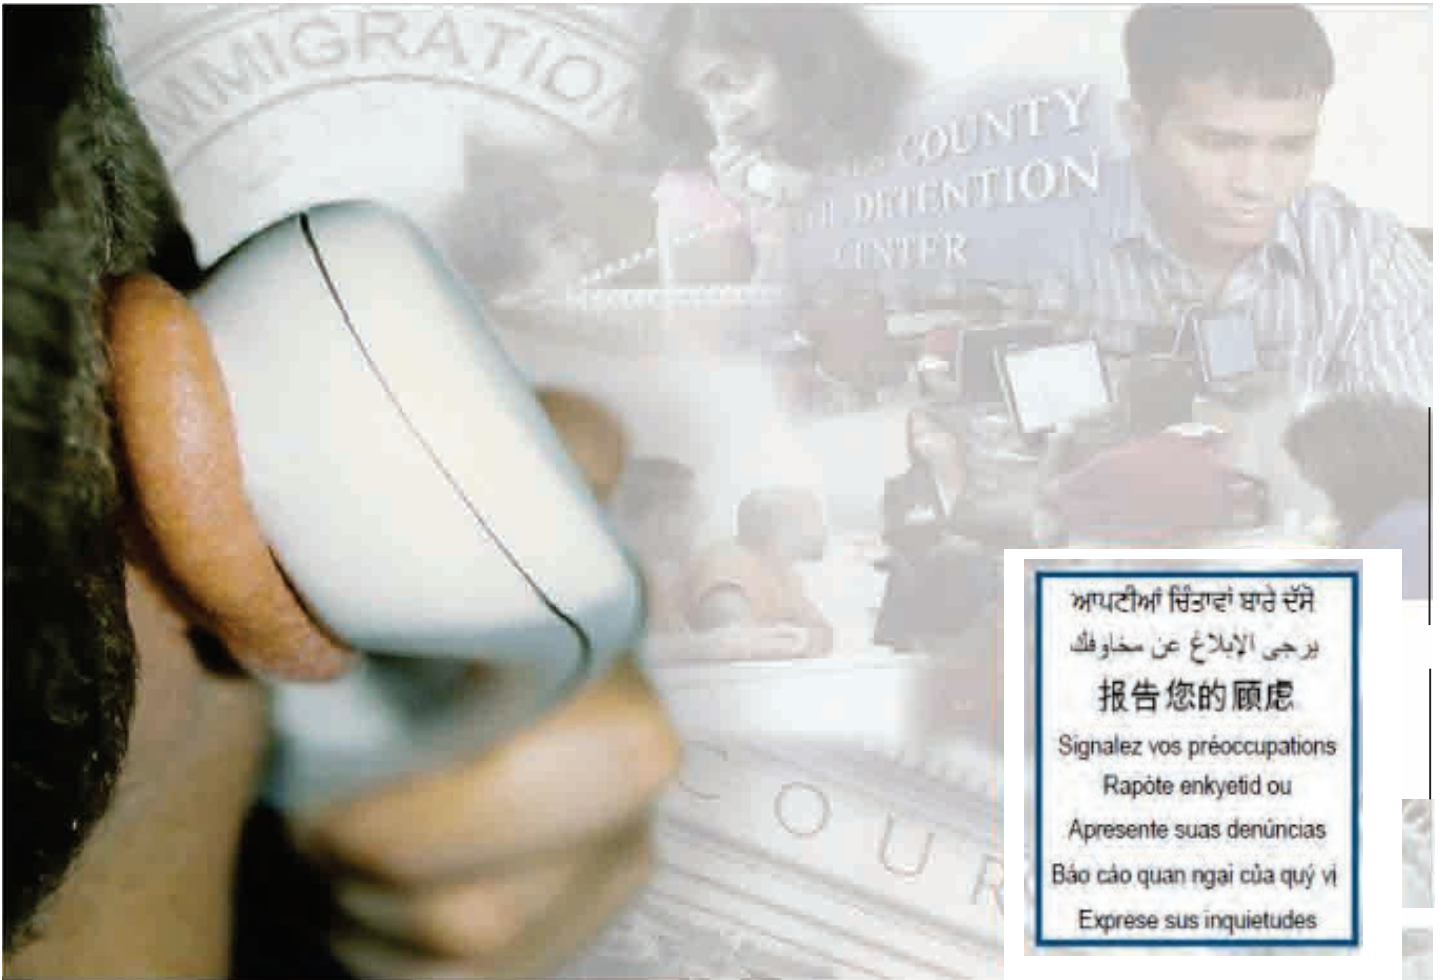 IMMIGRATION
COUNTY
DETENTION
CENTER
COUR
ਆਪਣੀਆਂ ਚਿੰਤਾਵਾਂ ਬਾਰੇ ਦੱਸੋ
يرجى الإبلاغ عن مخاوفك
报告您的顾虑
Signalez vos préoccupations
Rapòte enkyetid ou
Apresente suas denúncias
Báo cáo quan ngại của quý vị
Exprese sus inquietudes